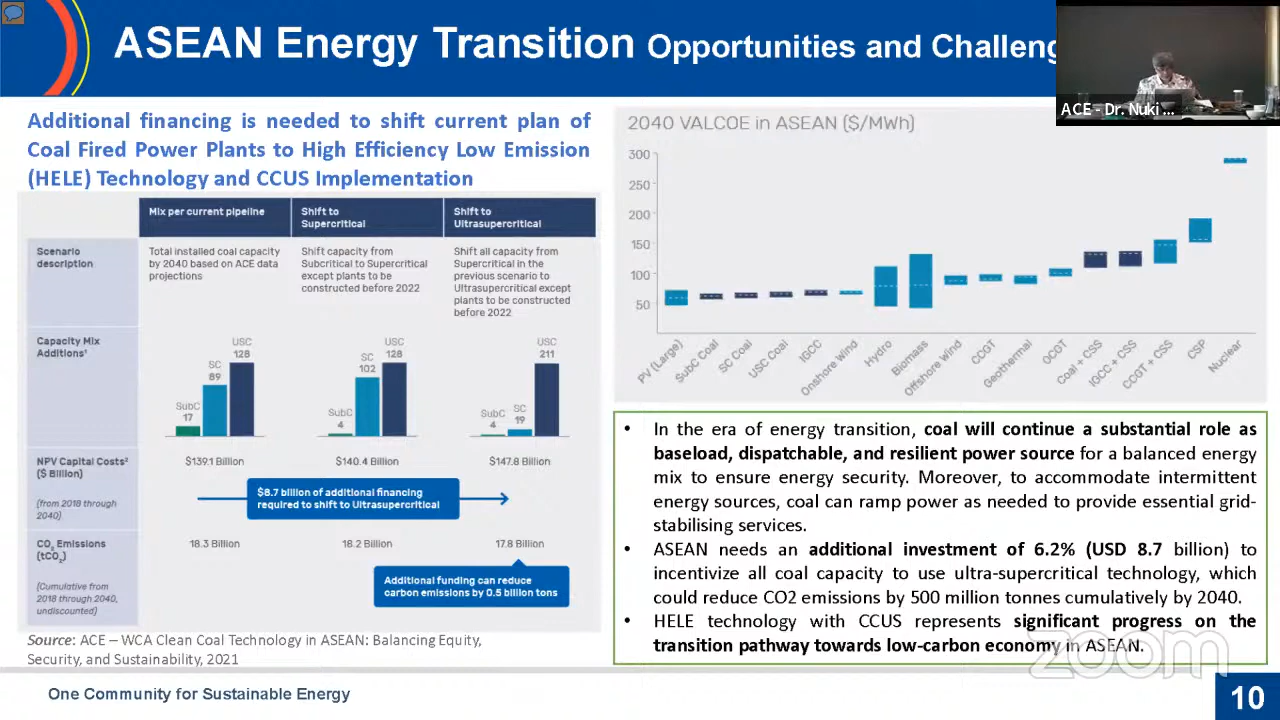 ASEAN Energy Transition Opportunities and Challeng
ACE - Dr. Nuki ...
Additional financing is needed to shift current plan of
Coal Fired Power Plants to High Efficiency Low Emission
(HELE) Technology and CCUS Implementation
Mix per current pipeline
Shift to
Supercritical
Shift to
Ultrasupercritical
Scenario
description
Total installed coal capacity
by 2040 based on ACE data
projections
Shift capacity from
Subcritical to Supercritical
except plants to be
constructed before 2022
Shift all capacity from
Supercritical in the
previous scenario to
Ultrasupercritical except
plants to be constructed
before 2022
Capacity Mix
Additions¹
SubC
17
SC
89
USC
128
SubC
4
SC
102
USC
128
SubC
4
SC
19
USC
211
NPV Capital Costs²
($ Billion)
(from 2018 through
2040)
$139.1 Billion
$140.4 Billion
$147.8 Billion
$8.7 billion of additional financing
required to shift to Ultrasupercritical
CO₂ Emissions
(tCO₂)
(Cumulative from
2018 through 2040,
undiscounted)
18.3 Billion
18.2 Billion
17.8 Billion
Additional funding can reduce
carbon emissions by 0.5 billion tons
Source: ACE – WCA Clean Coal Technology in ASEAN: Balancing Equity,
Security, and Sustainability, 2021
2040 VALCOE in ASEAN ($/MWh)
300
250
200
150
100
50
PV (Large)
SubC Coal
SC Coal
USC Coal
IGCC
Onshore Wind
Hydro
Biomass
Offshore Wind
CCGT
Geothermal
OCGT
Coal + CSS
IGCC + CSS
CCGT + CSS
CSP
Nuclear
• In the era of energy transition, coal will continue a substantial role as
baseload, dispatchable, and resilient power source for a balanced energy
mix to ensure energy security. Moreover, to accommodate intermittent
energy sources, coal can ramp power as needed to provide essential grid-
stabilising services.
• ASEAN needs an additional investment of 6.2% (USD 8.7 billion) to
incentivize all coal capacity to use ultra-supercritical technology, which
could reduce CO2 emissions by 500 million tonnes cumulatively by 2040.
• HELE technology with CCUS represents significant progress on the
transition pathway towards low-carbon economy in ASEAN.
zoom
One Community for Sustainable Energy
10